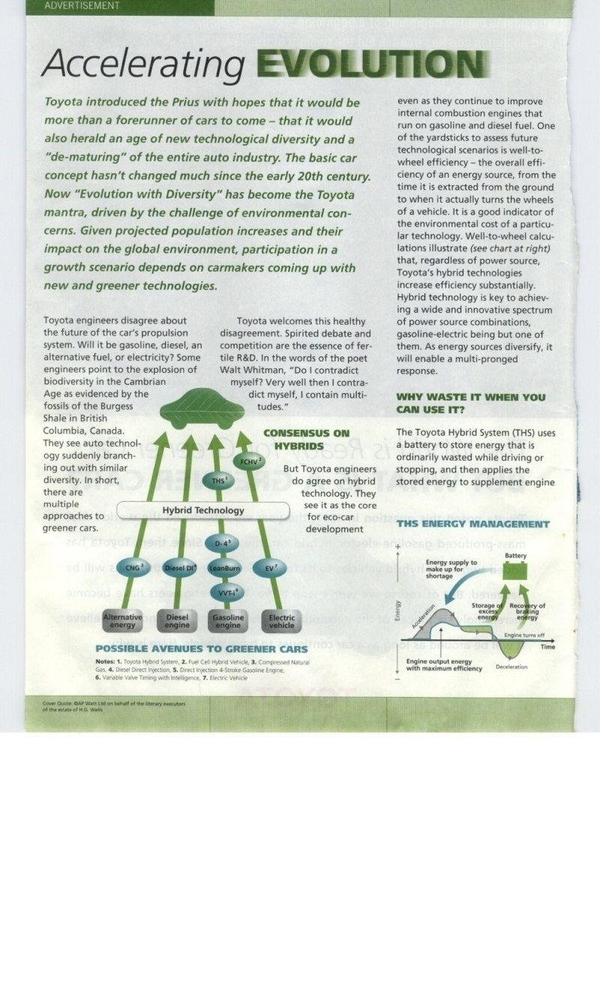 ADVERTISEMENT
Accelerating EVOLUTION
Toyota introduced the Prius with hopes that it would be
more than a forerunner of cars to come – that it would
also herald an age of new technological diversity and a
"de-maturing" of the entire auto industry. The basic car
concept hasn't changed much since the early 20th century.
Now "Evolution with Diversity" has become the Toyota
mantra, driven by the challenge of environmental con-
cerns. Given projected population increases and their
impact on the global environment, participation in a
growth scenario depends on carmakers coming up with
new and greener technologies.
Toyota engineers disagree about
the future of the car's propulsion
system. Will it be gasoline, diesel, an
alternative fuel, or electricity? Some
engineers point to the explosion of
biodiversity in the Cambrian
Age as evidenced by the
fossils of the Burgess
Shale in British
Columbia, Canada.
They see auto technol-
ogy suddenly branch-
ing out with similar
diversity. In short,
there are
multiple
approaches to
greener cars.
Toyota welcomes this healthy
disagreement. Spirited debate and
competition are the essence of fer-
tile R&D. In the words of the poet
Walt Whitman, "Do I contradict
myself? Very well then I contra-
dict myself, I contain multi-
tudes."
CONSENSUS ON
HYBRIDS
But Toyota engineers
do agree on hybrid
technology. They
see it as the core
for eco-car
development
FCHV 2
THS 1
Hybrid Technology
D-4 5
CNG 3
Diesel DI 4
LeanBurn
EV 7
VVT-i 6
Alternative
energy
Diesel
engine
Gasoline
engine
Electric
vehicle
POSSIBLE AVENUES TO GREENER CARS
Notes: 1. Toyota Hybrid System, 2. Fuel Cell Hybrid Vehicle, 3. Compressed Natural
Gas, 4. Diesel Direct Injection, 5. Direct Injection 4-Stroke Gasoline Engine,
6. Variable Valve Timing with Intelligence, 7. Electric Vehicle
even as they continue to improve
internal combustion engines that
run on gasoline and diesel fuel. One
of the yardsticks to assess future
technological scenarios is well-to-
wheel efficiency – the overall effi-
ciency of an energy source, from the
time it is extracted from the ground
to when it actually turns the wheels
of a vehicle. It is a good indicator of
the environmental cost of a particu-
lar technology. Well-to-wheel calcu-
lations illustrate (see chart at right)
that, regardless of power source,
Toyota's hybrid technologies
increase efficiency substantially.
Hybrid technology is key to achiev-
ing a wide and innovative spectrum
of power source combinations,
gasoline-electric being but one of
them. As energy sources diversify, it
will enable a multi-pronged
response.
WHY WASTE IT WHEN YOU
CAN USE IT?
The Toyota Hybrid System (THS) uses
a battery to store energy that is
ordinarily wasted while driving or
stopping, and then applies the
stored energy to supplement engine
THS ENERGY MANAGEMENT
+
Energy
–
Battery
Energy supply to
make up for
shortage
Acceleration
Storage of
excess
energy
Recovery of
braking
energy
Engine turns off
Time
Engine output energy
with maximum efficiency
Deceleration
Cover Quote: ©AP Watt Ltd on behalf of the literary executors
of the estate of H.G. Wells